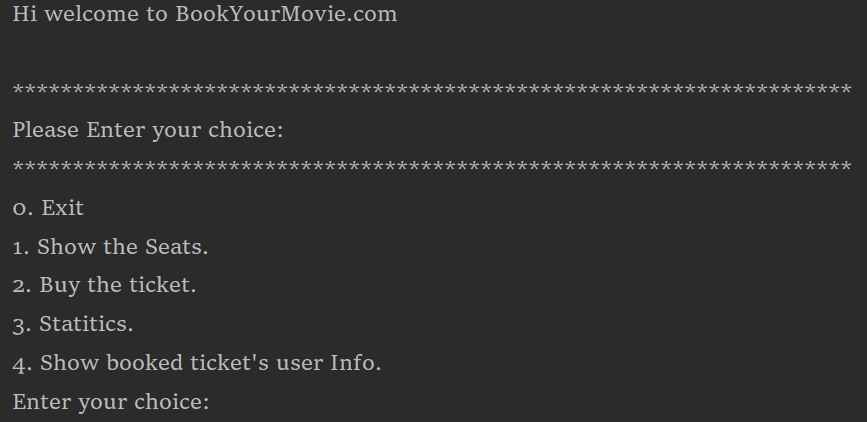 Hi welcome to BookYourMovie.com
**********************************************************************
Please Enter your choice:
**********************************************************************
0. Exit
1. Show the Seats.
2. Buy the ticket.
3. Statitics.
4. Show booked ticket's user Info.
Enter your choice: